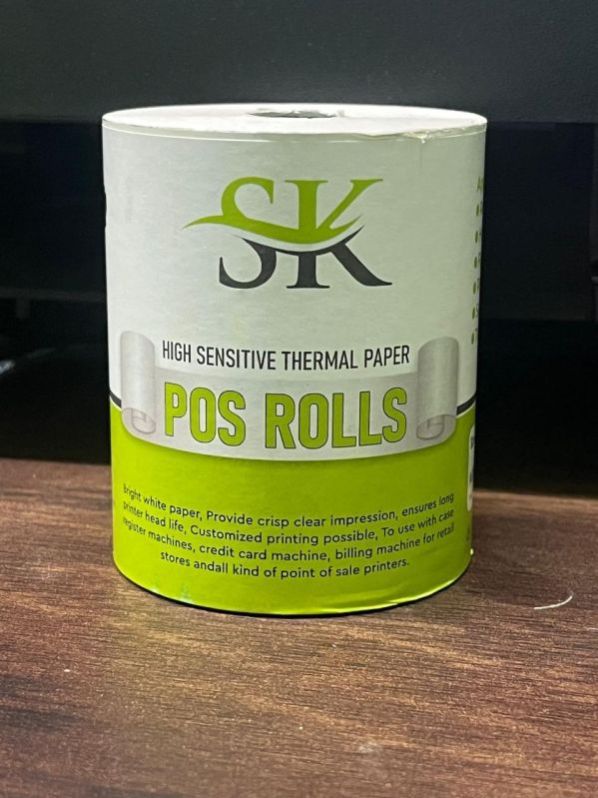 SK
HIGH SENSITIVE THERMAL PAPER
POS ROLLS
Bright white paper, Provide crisp clear impression, ensures long
printer head life, Customized printing possible, To use with case
register machines, credit card machine, billing machine for retail
stores andall kind of point of sale printers.